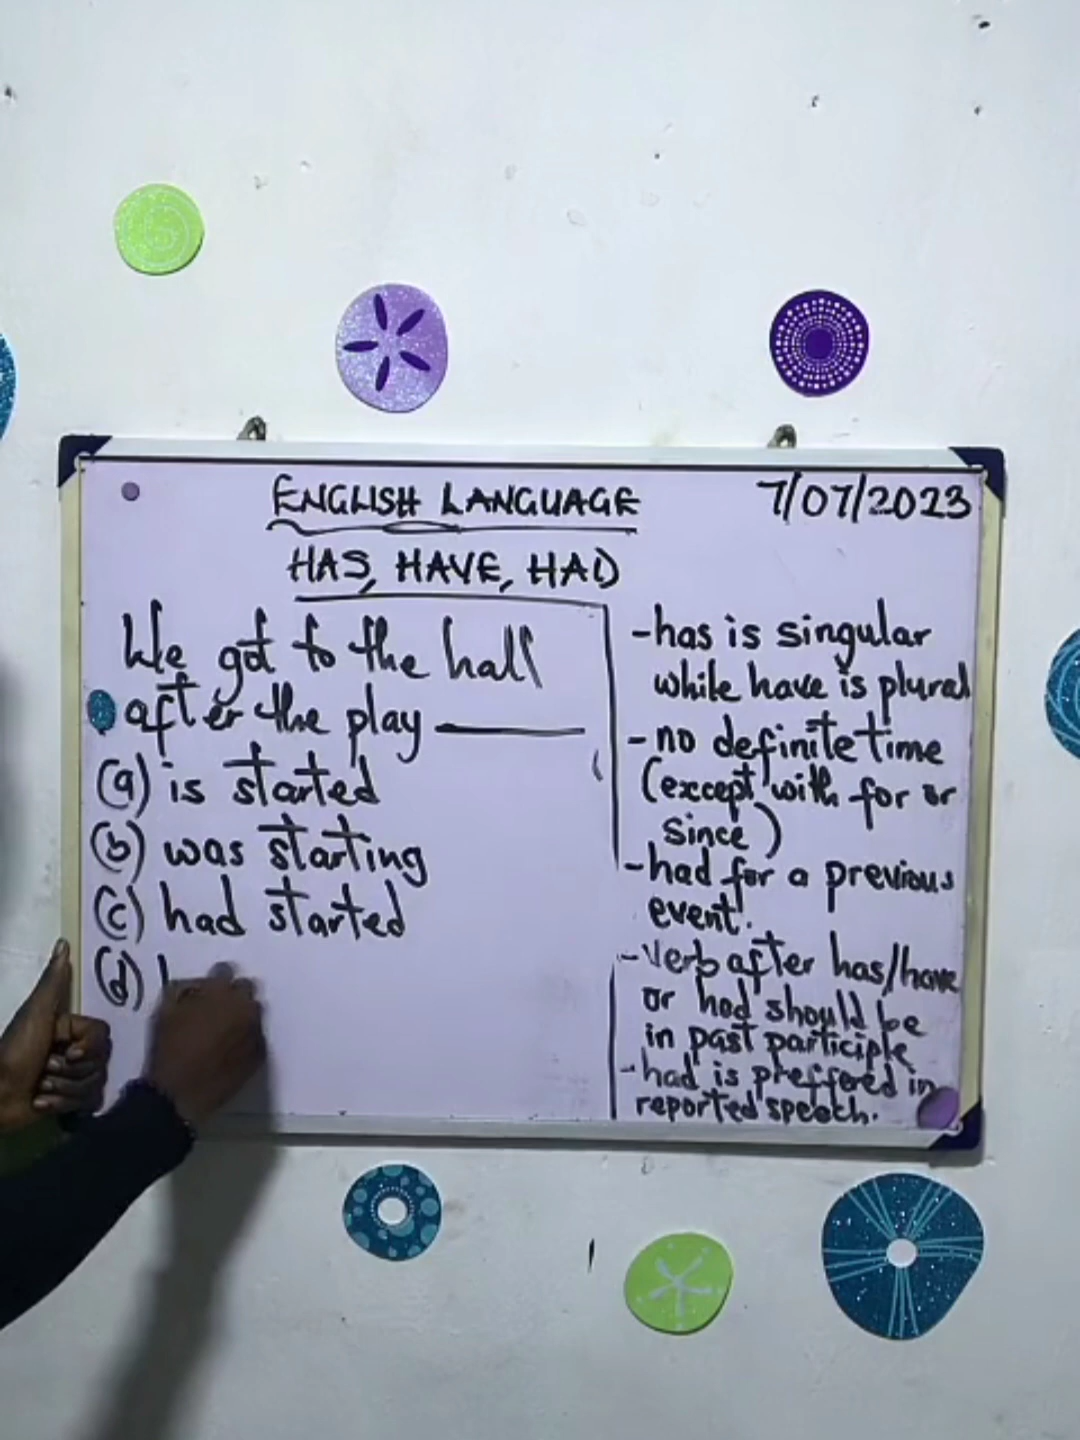 ENGLISH LANGUAGE
7/07/2023
HAS, HAVE, HAD
We got to the hall
after the play
(a) is started
(b) was starting
(c) had started
(d)
-has is singular
while have is plural
-no definite time
(except with for or
since)
-had for a previous
event.
-verb after has/have
or had should be
in past participle
-had is preffered in
reported speech.